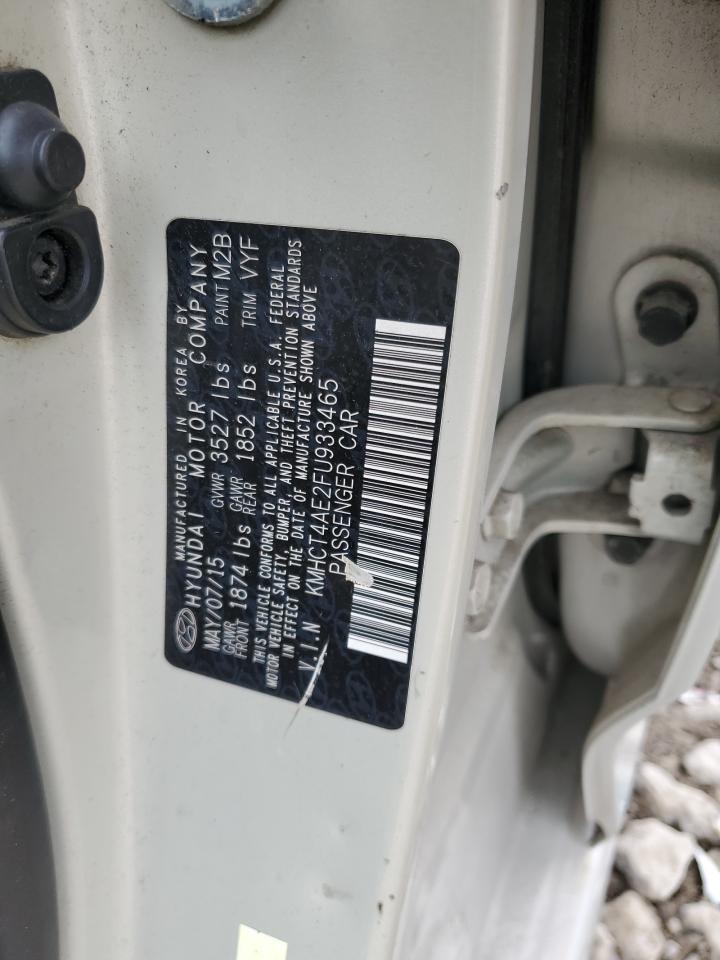 MANUFACTURED IN KOREA BY
HYUNDAI MOTOR COMPANY
MAY/07/15 GVWR 3527 lbs PAINT M2B
GAWR FRONT 1874 lbs GAWR REAR 1852 lbs TRIM VYF
THIS VEHICLE CONFORMS TO ALL APPLICABLE U.S.A. FEDERAL
MOTOR VEHICLE SAFETY, BUMPER, AND THEFT PREVENTION STANDARDS
IN EFFECT ON THE DATE OF MANUFACTURE SHOWN ABOVE
V.I.N KMHCT4AE2FU933465
PASSENGER CAR